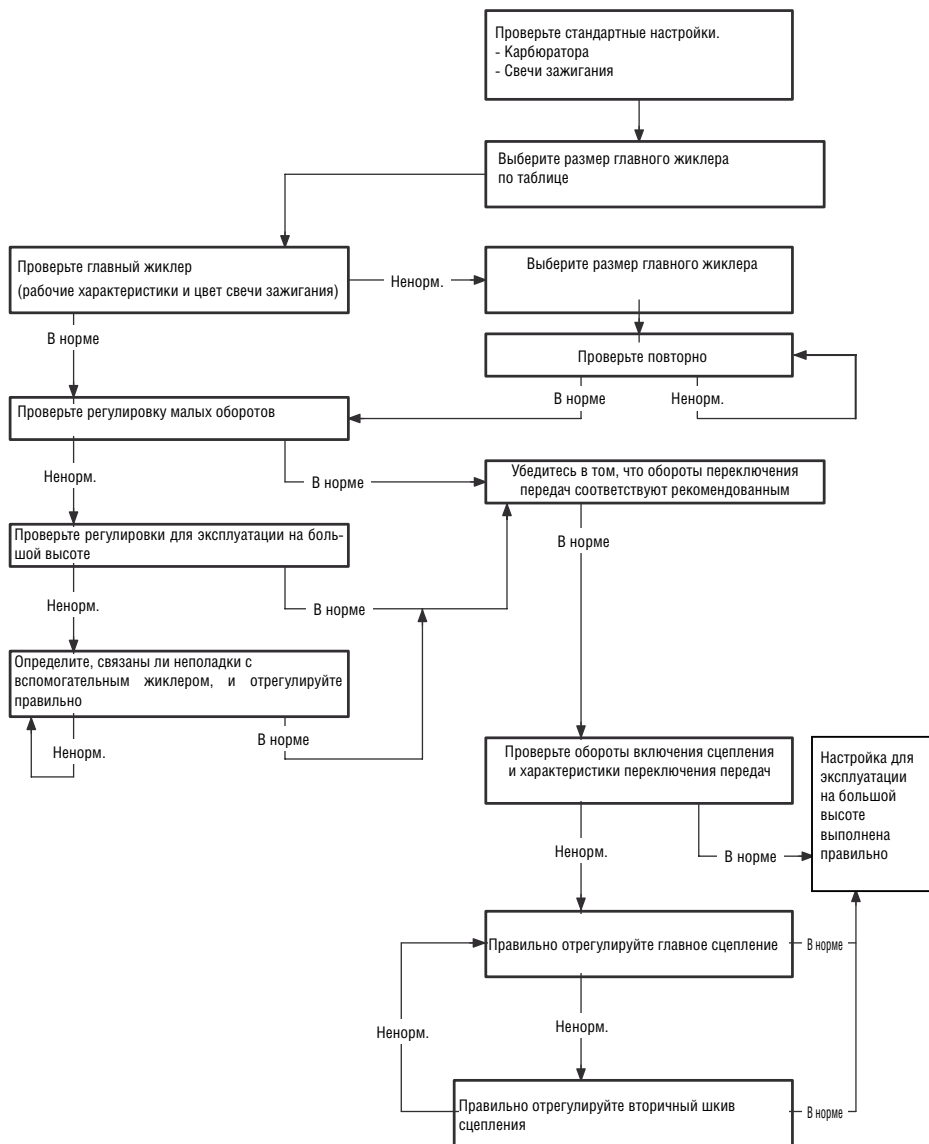 Проверьте стандартные настройки.
- Карбюратора
- Свечи зажигания
Выберите размер главного жиклера
по таблице
Проверьте главный жиклер
(рабочие характеристики и цвет свечи зажигания)
Ненорм.
Выберите размер главного жиклера
В норме
Проверьте повторно
В норме
Ненорм.
Проверьте регулировку малых оборотов
Ненорм.
В норме
Убедитесь в том, что обороты переключения
передач соответствуют рекомендованным
Проверьте регулировки для эксплуатации на боль-
шой высоте
В норме
Ненорм.
В норме
Определите, связаны ли неполадки с
вспомогательным жиклером, и отрегулируйте
правильно
Ненорм.
В норме
Проверьте обороты включения сцепления
и характеристики переключения передач
Настройка для
эксплуатации
на большой
высоте
выполнена
правильно
Ненорм.
В норме
Правильно отрегулируйте главное сцепление
В норме
Ненорм.
Ненорм.
Правильно отрегулируйте вторичный шкив
сцепления
В норме